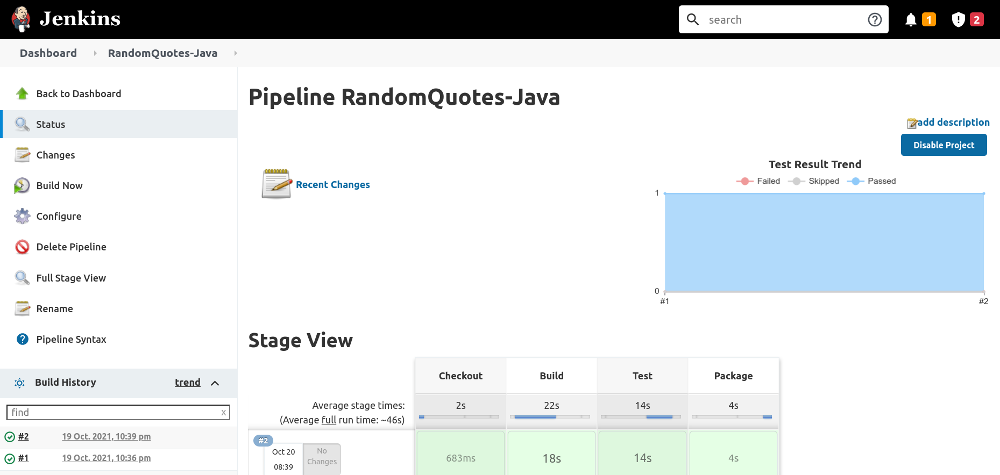 Jenkins
search
1
2
Dashboard
RandomQuotes-Java
Back to Dashboard
Status
Changes
Build Now
Configure
Delete Pipeline
Full Stage View
Rename
Pipeline Syntax
Build History
trend
find
x
#2
19 Oct. 2021, 10:39 pm
#1
19 Oct. 2021, 10:36 pm
Pipeline RandomQuotes-Java
add description
Disable Project
Recent Changes
Test Result Trend
Failed Skipped Passed
1
0
#1
#2
Stage View
Checkout Build Test Package
Average stage times:
(Average full run time: ~46s)
2s 22s 14s 4s
#2
Oct 20
08:39
No
Changes
683ms 18s 14s 4s